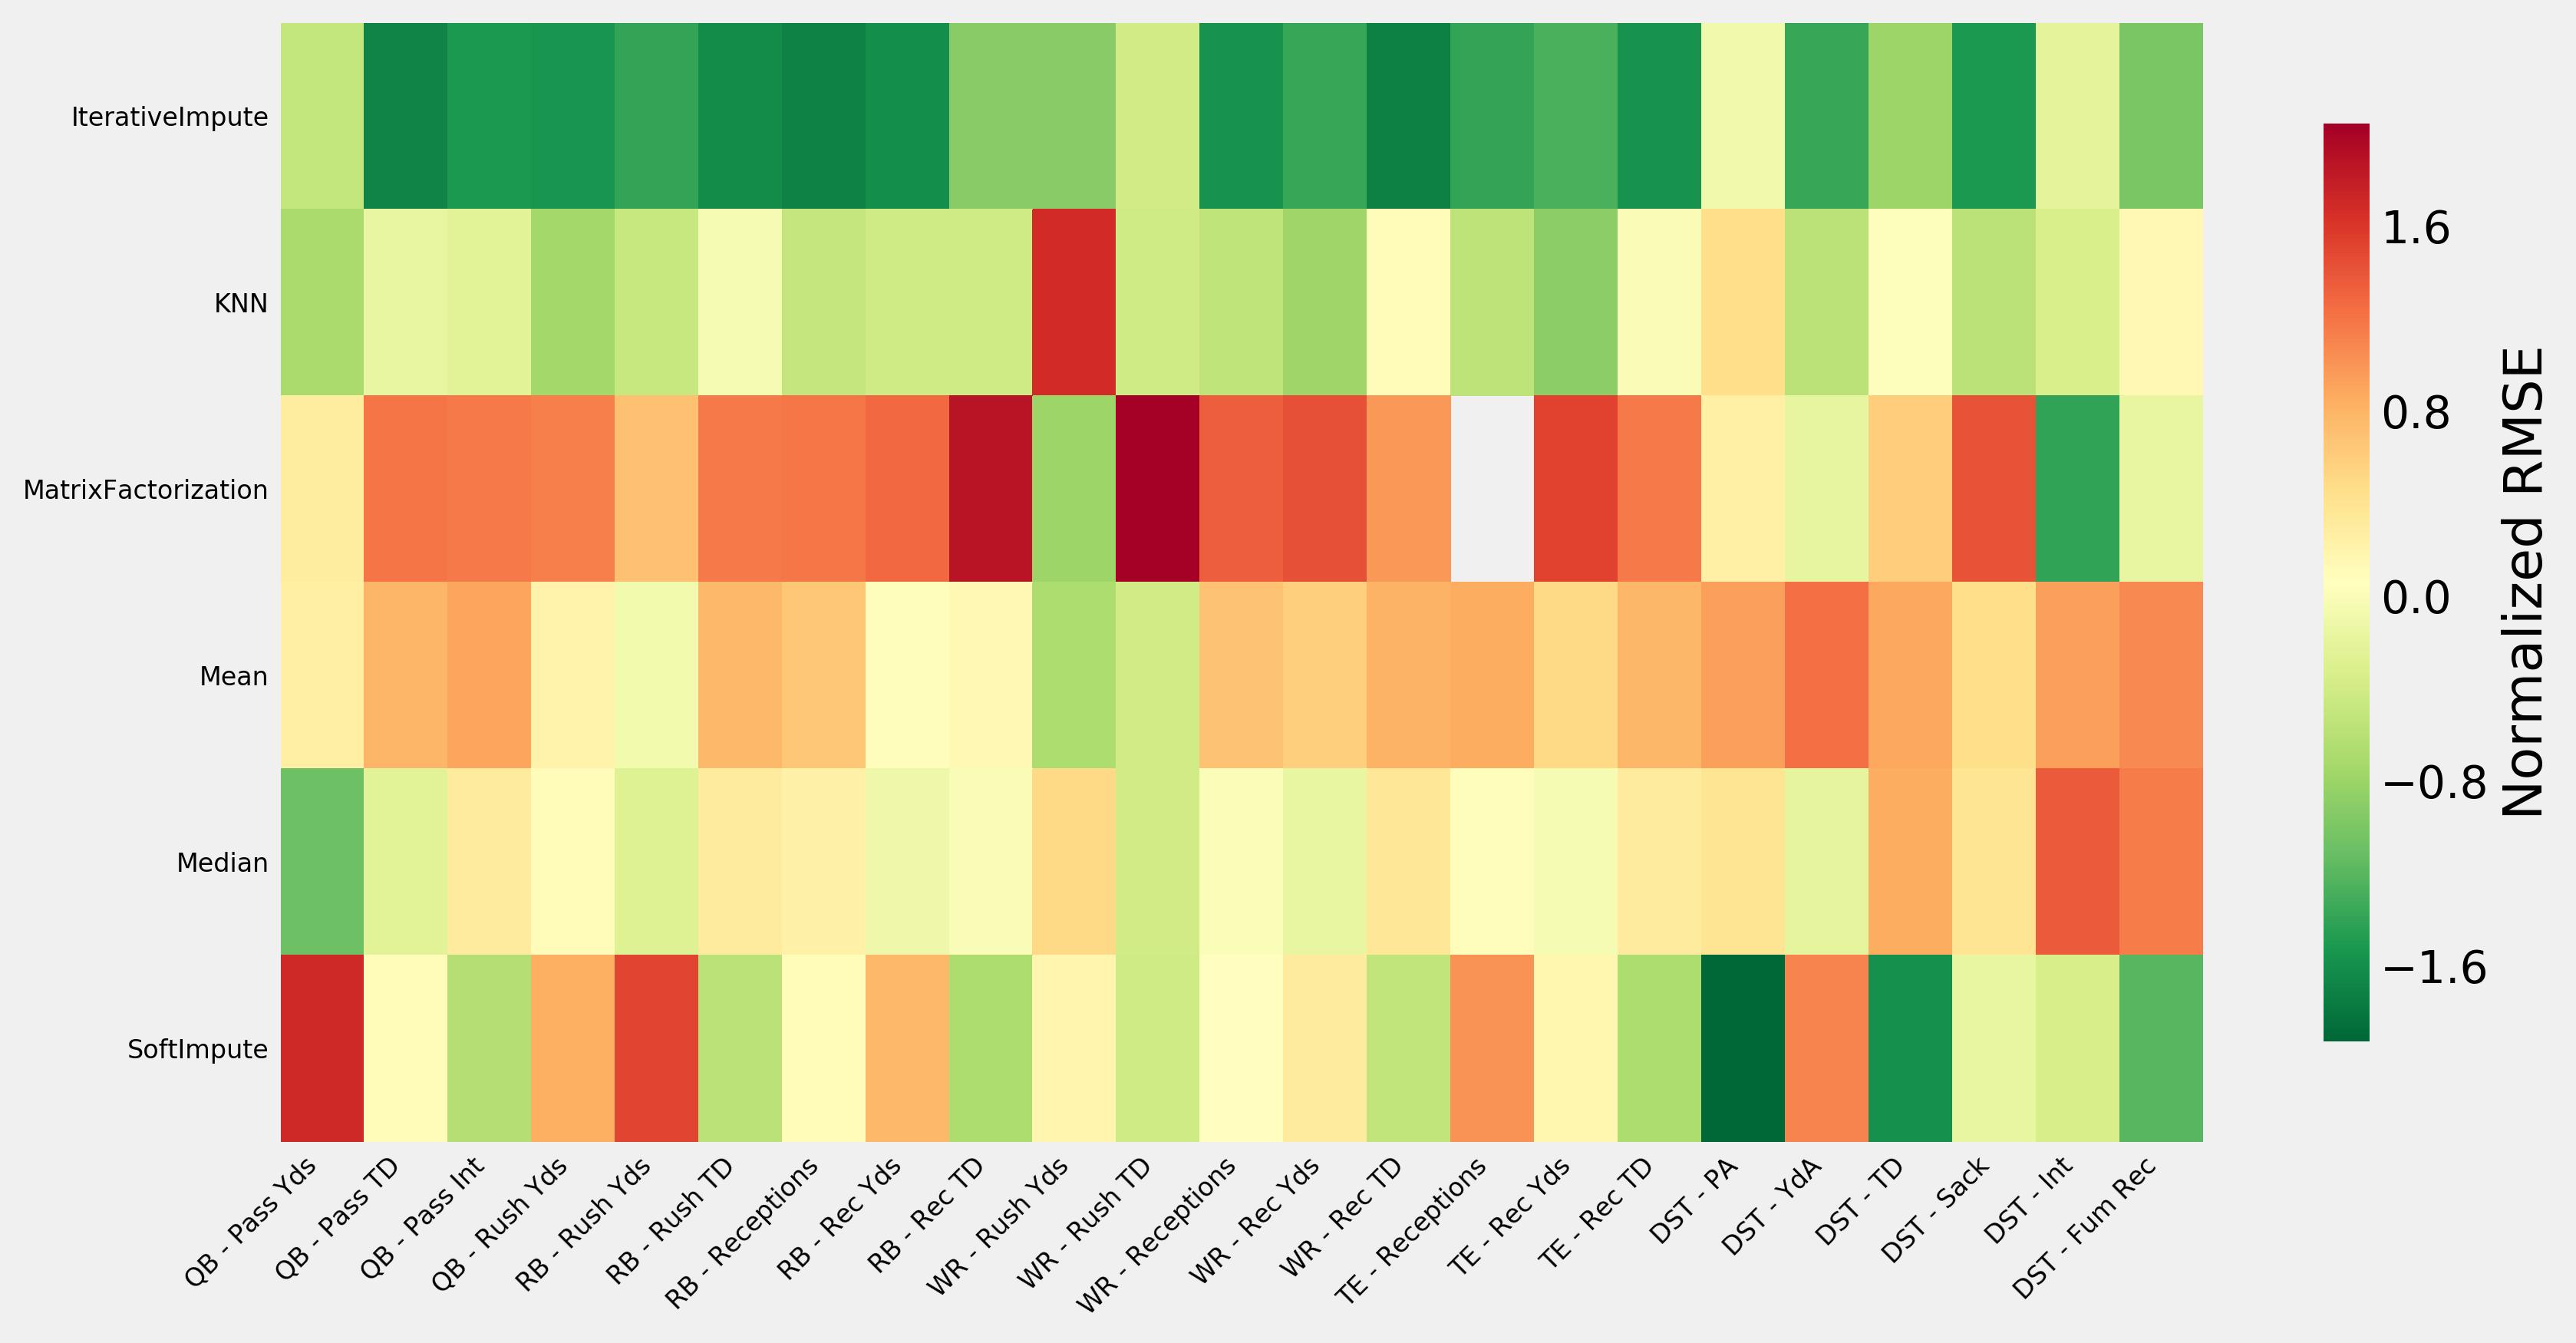 IterativeImpute
KNN
MatrixFactorization
Mean
Median
SoftImpute
QB - Pass Yds
QB - Pass TD
QB - Pass Int
QB - Rush Yds
RB - Rush Yds
RB - Rush TD
RB - Receptions
RB - Rec Yds
RB - Rec TD
WR - Rush Yds
WR - Rush TD
WR - Receptions
WR - Rec Yds
WR - Rec TD
TE - Receptions
TE - Rec Yds
TE - Rec TD
DST - PA
DST - YdA
DST - TD
DST - Sack
DST - Int
DST - Fum Rec
1.6
0.8
0.0
−0.8
−1.6
Normalized RMSE